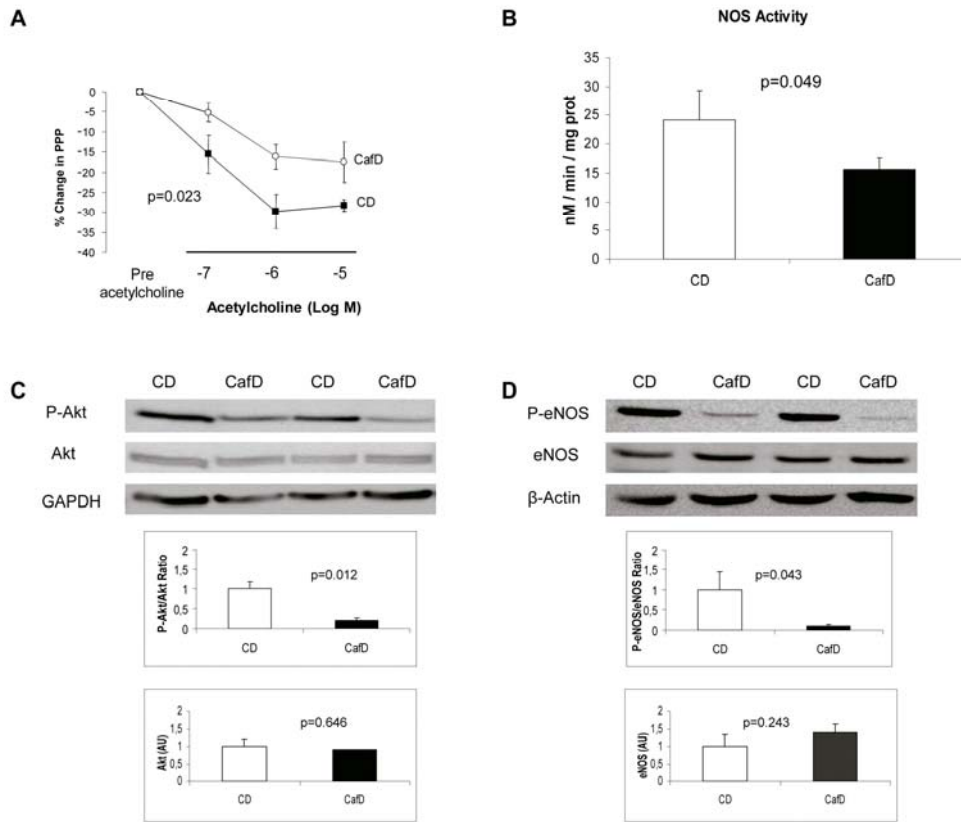 A
% Change in PPP
0
-5
-10
-15
-20
-25
-30
-35
-40
CafD
CD
p=0.023
Pre
acetylcholine
-7
-6
-5
Acetylcholine (Log M)
B
NOS Activity
nM / min / mg prot
35
30
25
20
15
10
5
0
p=0.049
CD
CafD
C
CD
CafD
CD
CafD
P-Akt
Akt
GAPDH
P-Akt/Akt Ratio
2
1,5
1
0,5
0
p=0.012
CD
CafD
Akt (AU)
2
1,5
1
0,5
0
p=0.646
CD
CafD
D
CD
CafD
CD
CafD
P-eNOS
eNOS
β-Actin
P-eNOS/eNOS Ratio
2
1,5
1
0,5
0
p=0.043
CD
CafD
eNOS (AU)
2
1,5
1
0,5
0
p=0.243
CD
CafD